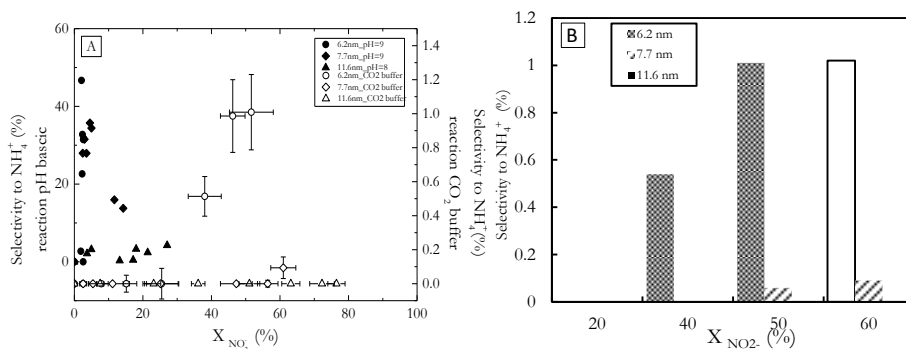 A
60
40
20
0
Selectivity to NH4+ (%)
reaction pH bascic
6.2nm_pH=9
7.7nm_pH=9
11.6nm_pH=8
6.2nm_CO2 buffer
7.7nm_CO2 buffer
11.6nm_CO2 buffer
1.4
1.2
1.0
0.8
0.6
0.4
0.2
0.0
Selectivity to NH4+(%)
reaction CO2 buffer
0 20 40 60 80 100
X NO2- (%)
B
1.2
1
0.8
0.6
0.4
0.2
0
Selectivity to NH4+ (%)
6.2 nm
7.7 nm
11.6 nm
20 40 50 60
X NO2- (%)